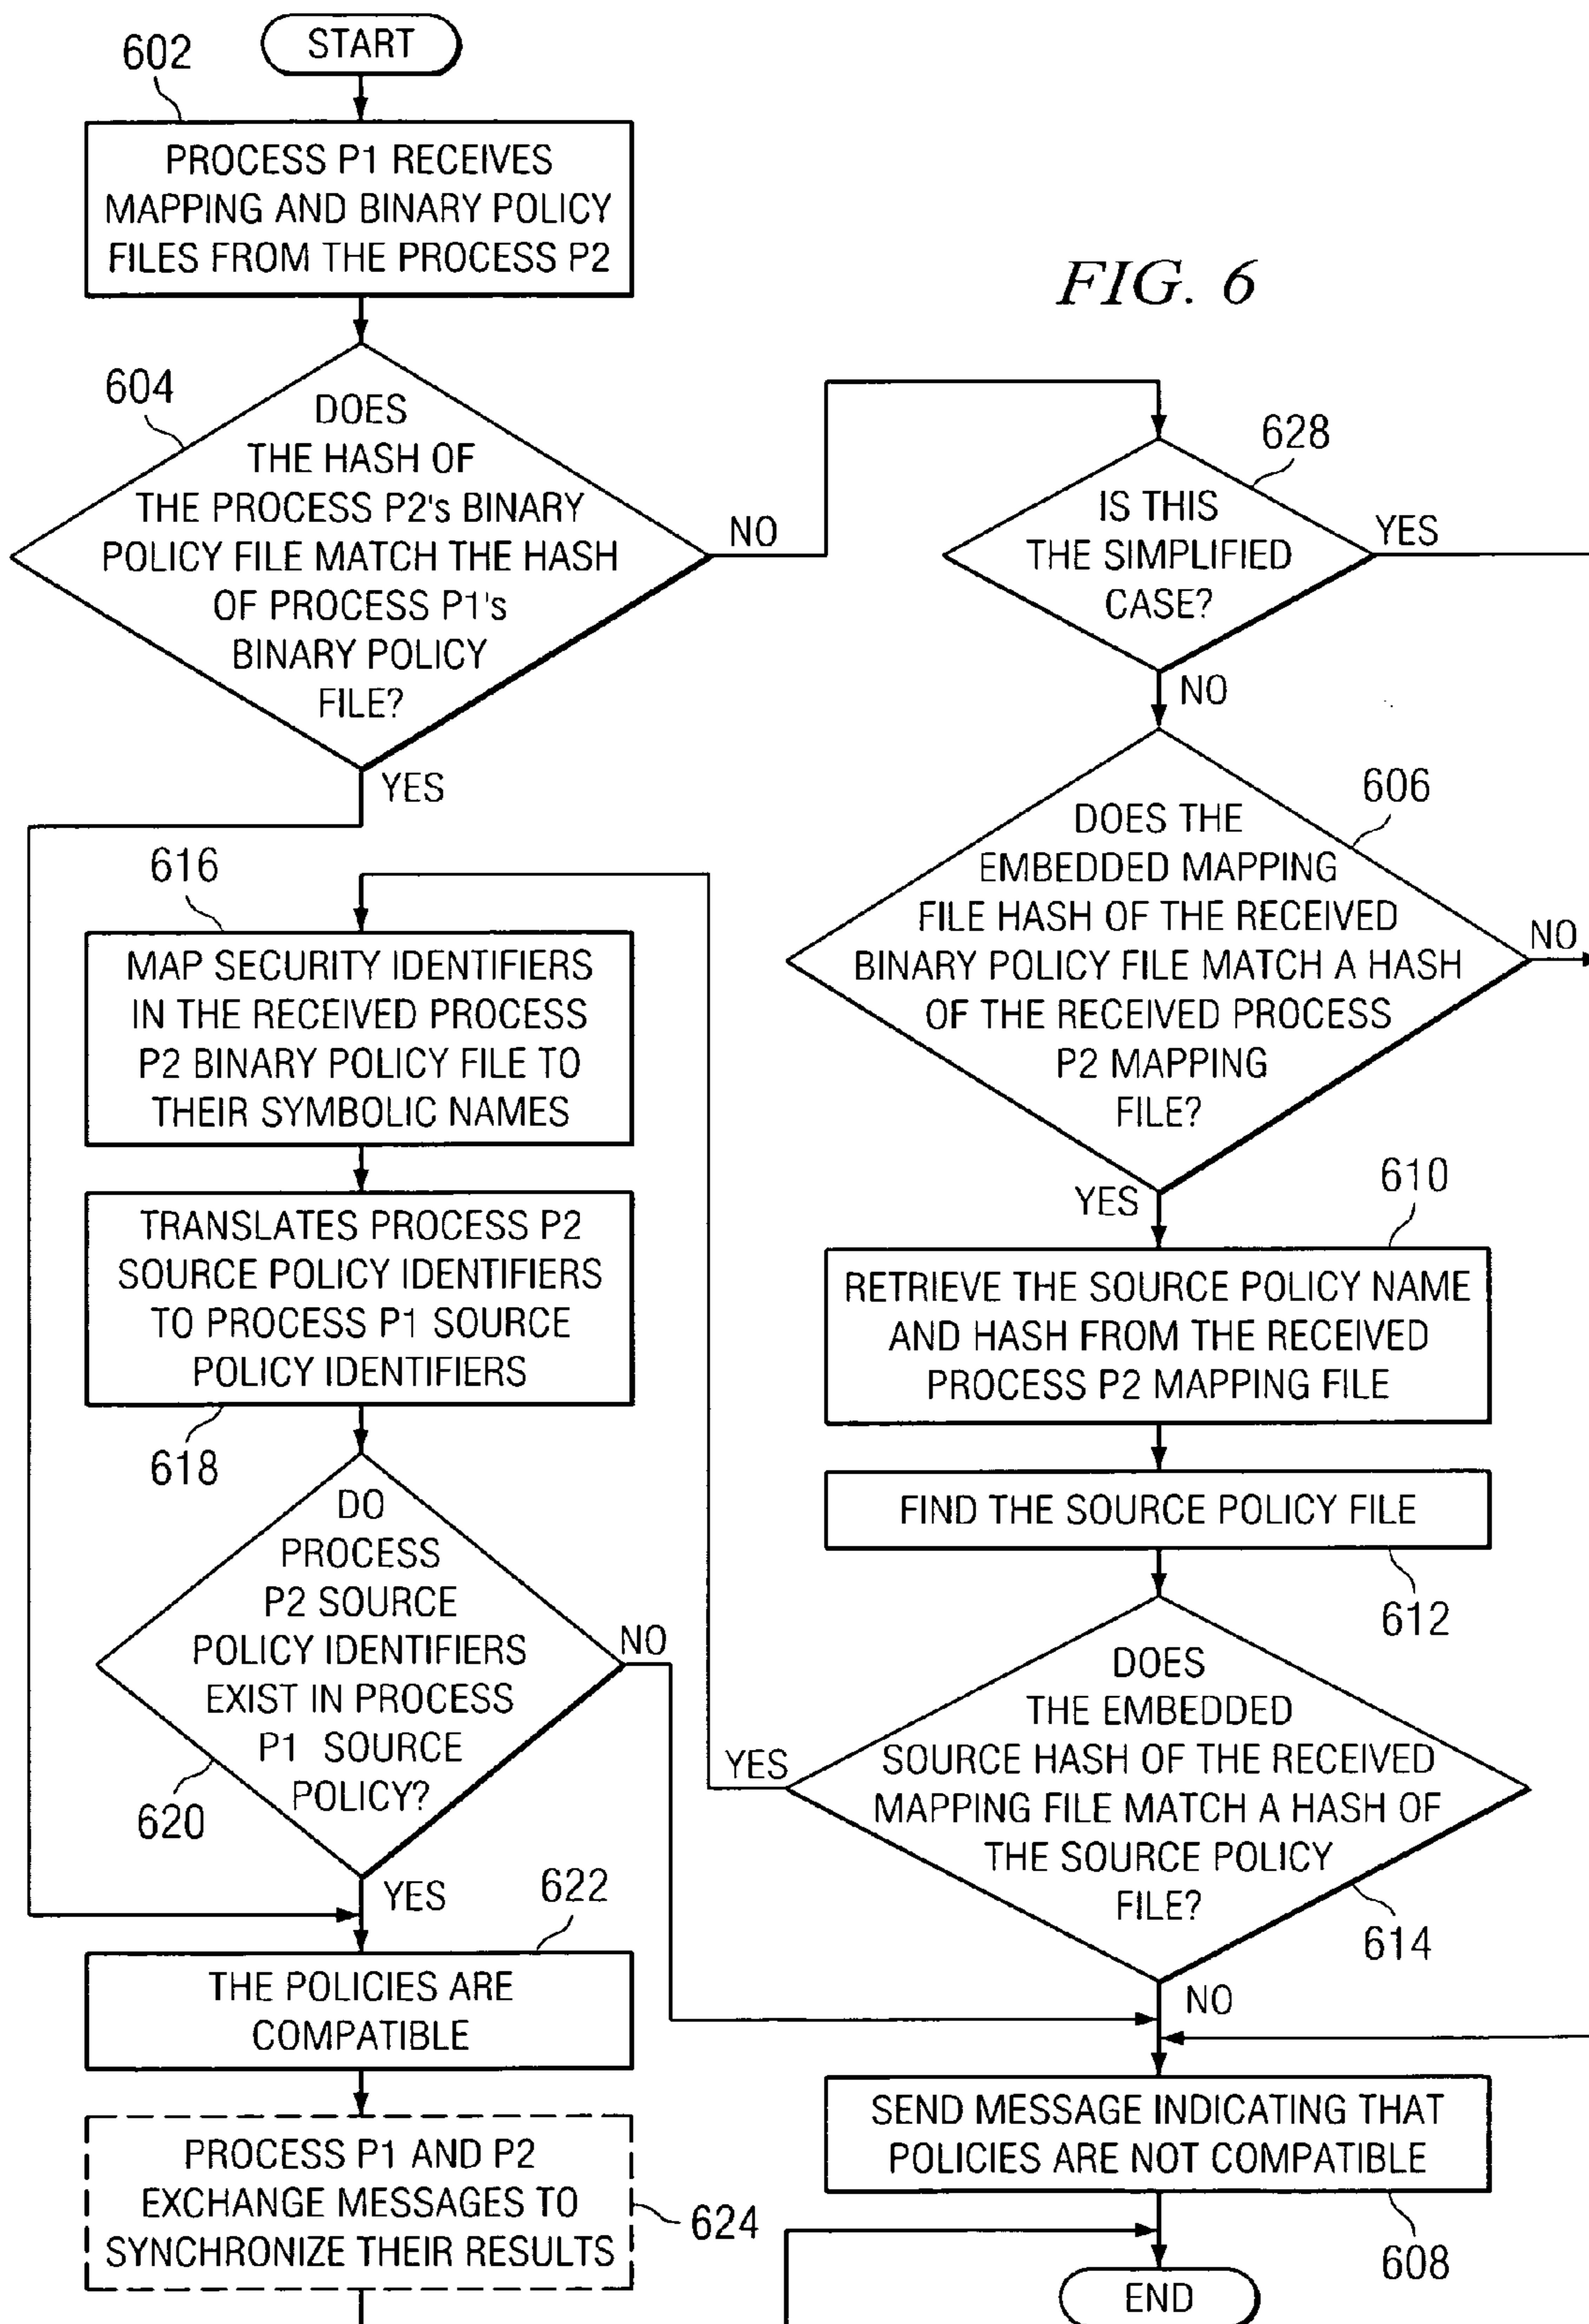 START
602
PROCESS P1 RECEIVES
MAPPING AND BINARY POLICY
FILES FROM THE PROCESS P2
FIG. 6
604
DOES
THE HASH OF
THE PROCESS P2's BINARY
POLICY FILE MATCH THE HASH
OF PROCESS P1's
BINARY POLICY
FILE?
NO
YES
628
IS THIS
THE SIMPLIFIED
CASE?
YES
NO
606
DOES THE
EMBEDDED MAPPING
FILE HASH OF THE RECEIVED
BINARY POLICY FILE MATCH A HASH
OF THE RECEIVED PROCESS
P2 MAPPING
FILE?
NO
YES
610
RETRIEVE THE SOURCE POLICY NAME
AND HASH FROM THE RECEIVED
PROCESS P2 MAPPING FILE
FIND THE SOURCE POLICY FILE
612
DOES
THE EMBEDDED
SOURCE HASH OF THE RECEIVED
MAPPING FILE MATCH A HASH OF
THE SOURCE POLICY
FILE?
614
YES
NO
616
MAP SECURITY IDENTIFIERS
IN THE RECEIVED PROCESS
P2 BINARY POLICY FILE TO
THEIR SYMBOLIC NAMES
TRANSLATES PROCESS P2
SOURCE POLICY IDENTIFIERS
TO PROCESS P1 SOURCE
POLICY IDENTIFIERS
618
DO
PROCESS
P2 SOURCE
POLICY IDENTIFIERS
EXIST IN PROCESS
P1 SOURCE
POLICY?
620
NO
YES
622
THE POLICIES ARE
COMPATIBLE
PROCESS P1 AND P2
EXCHANGE MESSAGES TO
SYNCHRONIZE THEIR RESULTS
624
SEND MESSAGE INDICATING THAT
POLICIES ARE NOT COMPATIBLE
608
END